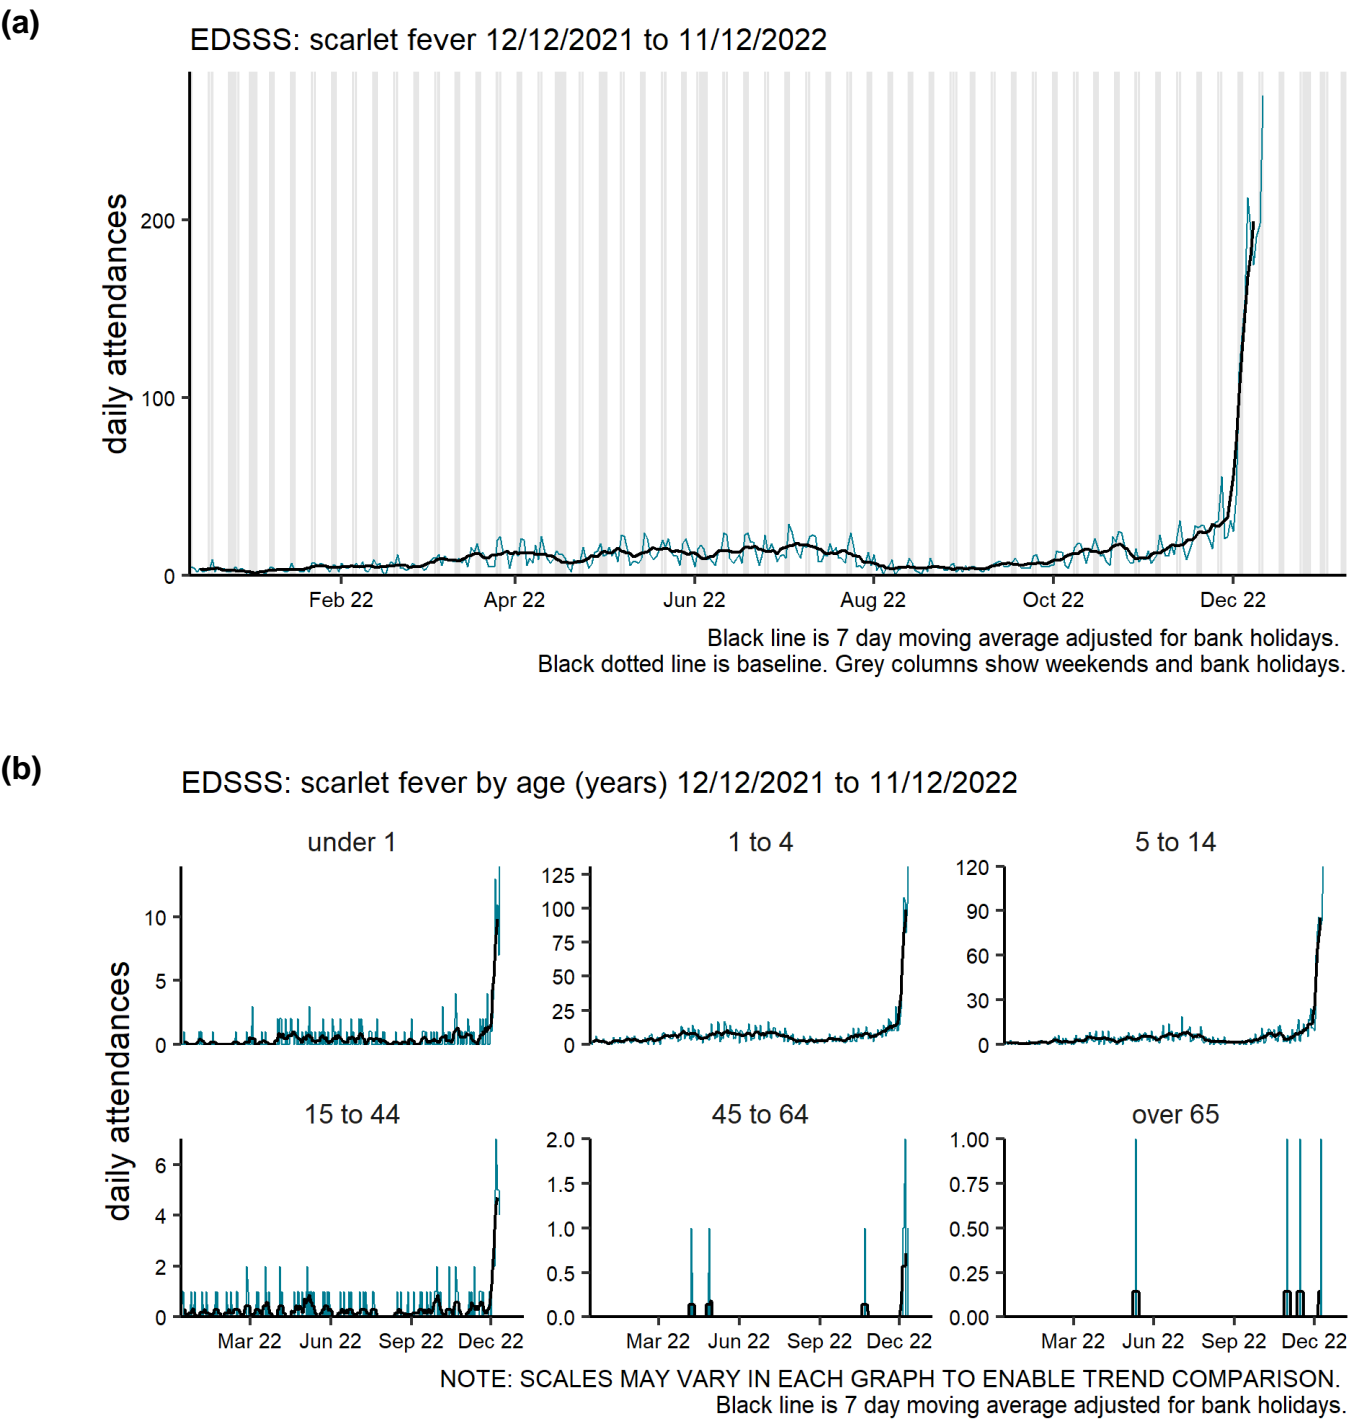 (a)
EDSSS: scarlet fever 12/12/2021 to 11/12/2022
daily attendances
200
100
0
Feb 22 Apr 22 Jun 22 Aug 22 Oct 22 Dec 22
Black line is 7 day moving average adjusted for bank holidays.
Black dotted line is baseline. Grey columns show weekends and bank holidays.
(b)
EDSSS: scarlet fever by age (years) 12/12/2021 to 11/12/2022
daily attendances
under 1
10
5
0
1 to 4
125
100
75
50
25
0
5 to 14
120
90
60
30
0
15 to 44
6
4
2
0
Mar 22 Jun 22 Sep 22 Dec 22
45 to 64
2.0
1.5
1.0
0.5
0.0
Mar 22 Jun 22 Sep 22 Dec 22
over 65
1.00
0.75
0.50
0.25
0.00
Mar 22 Jun 22 Sep 22 Dec 22
NOTE: SCALES MAY VARY IN EACH GRAPH TO ENABLE TREND COMPARISON.
Black line is 7 day moving average adjusted for bank holidays.